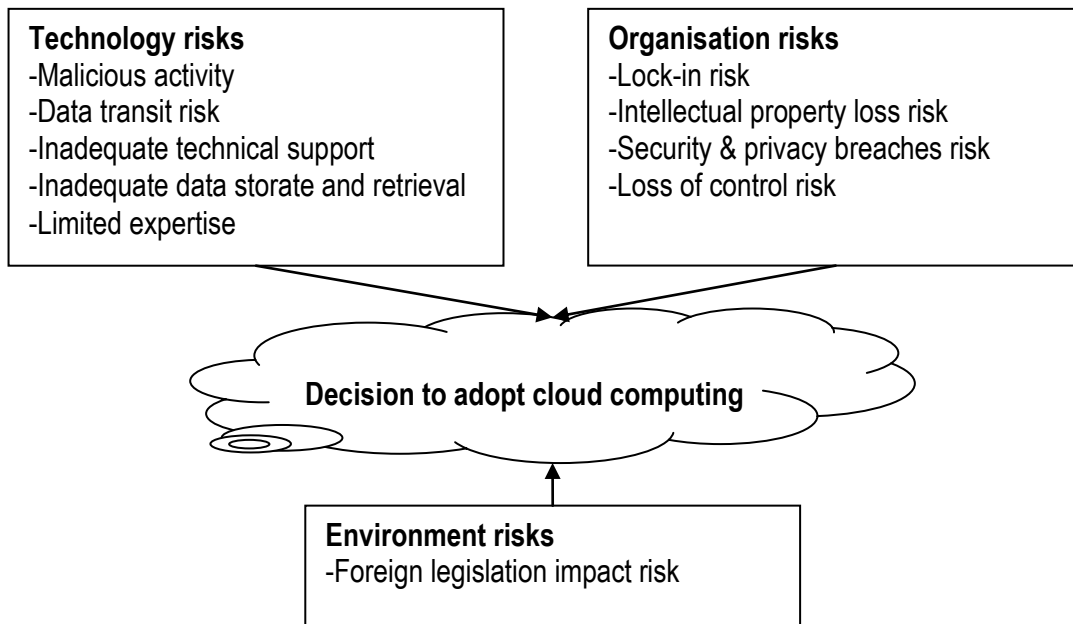 Technology risks
-Malicious activity
-Data transit risk
-Inadequate technical support
-Inadequate data storate and retrieval
-Limited expertise
Organisation risks
-Lock-in risk
-Intellectual property loss risk
-Security & privacy breaches risk
-Loss of control risk
Decision to adopt cloud computing
Environment risks
-Foreign legislation impact risk